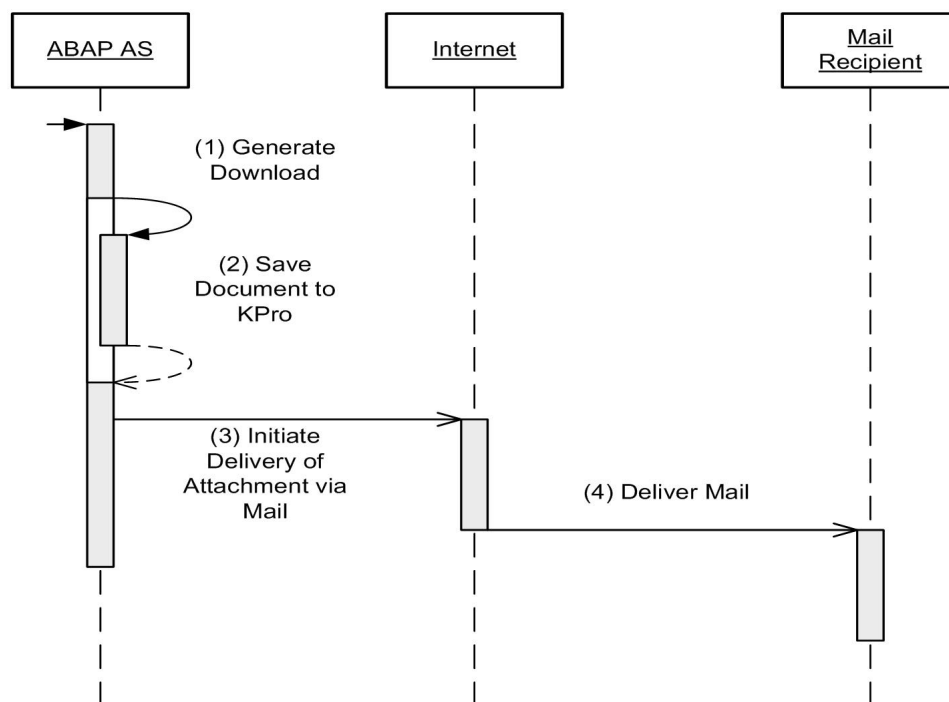 ABAP AS
Internet
Mail
Recipient
(1) Generate
Download
(2) Save
Document to
KPro
(3) Initiate
Delivery of
Attachment via
Mail
(4) Deliver Mail